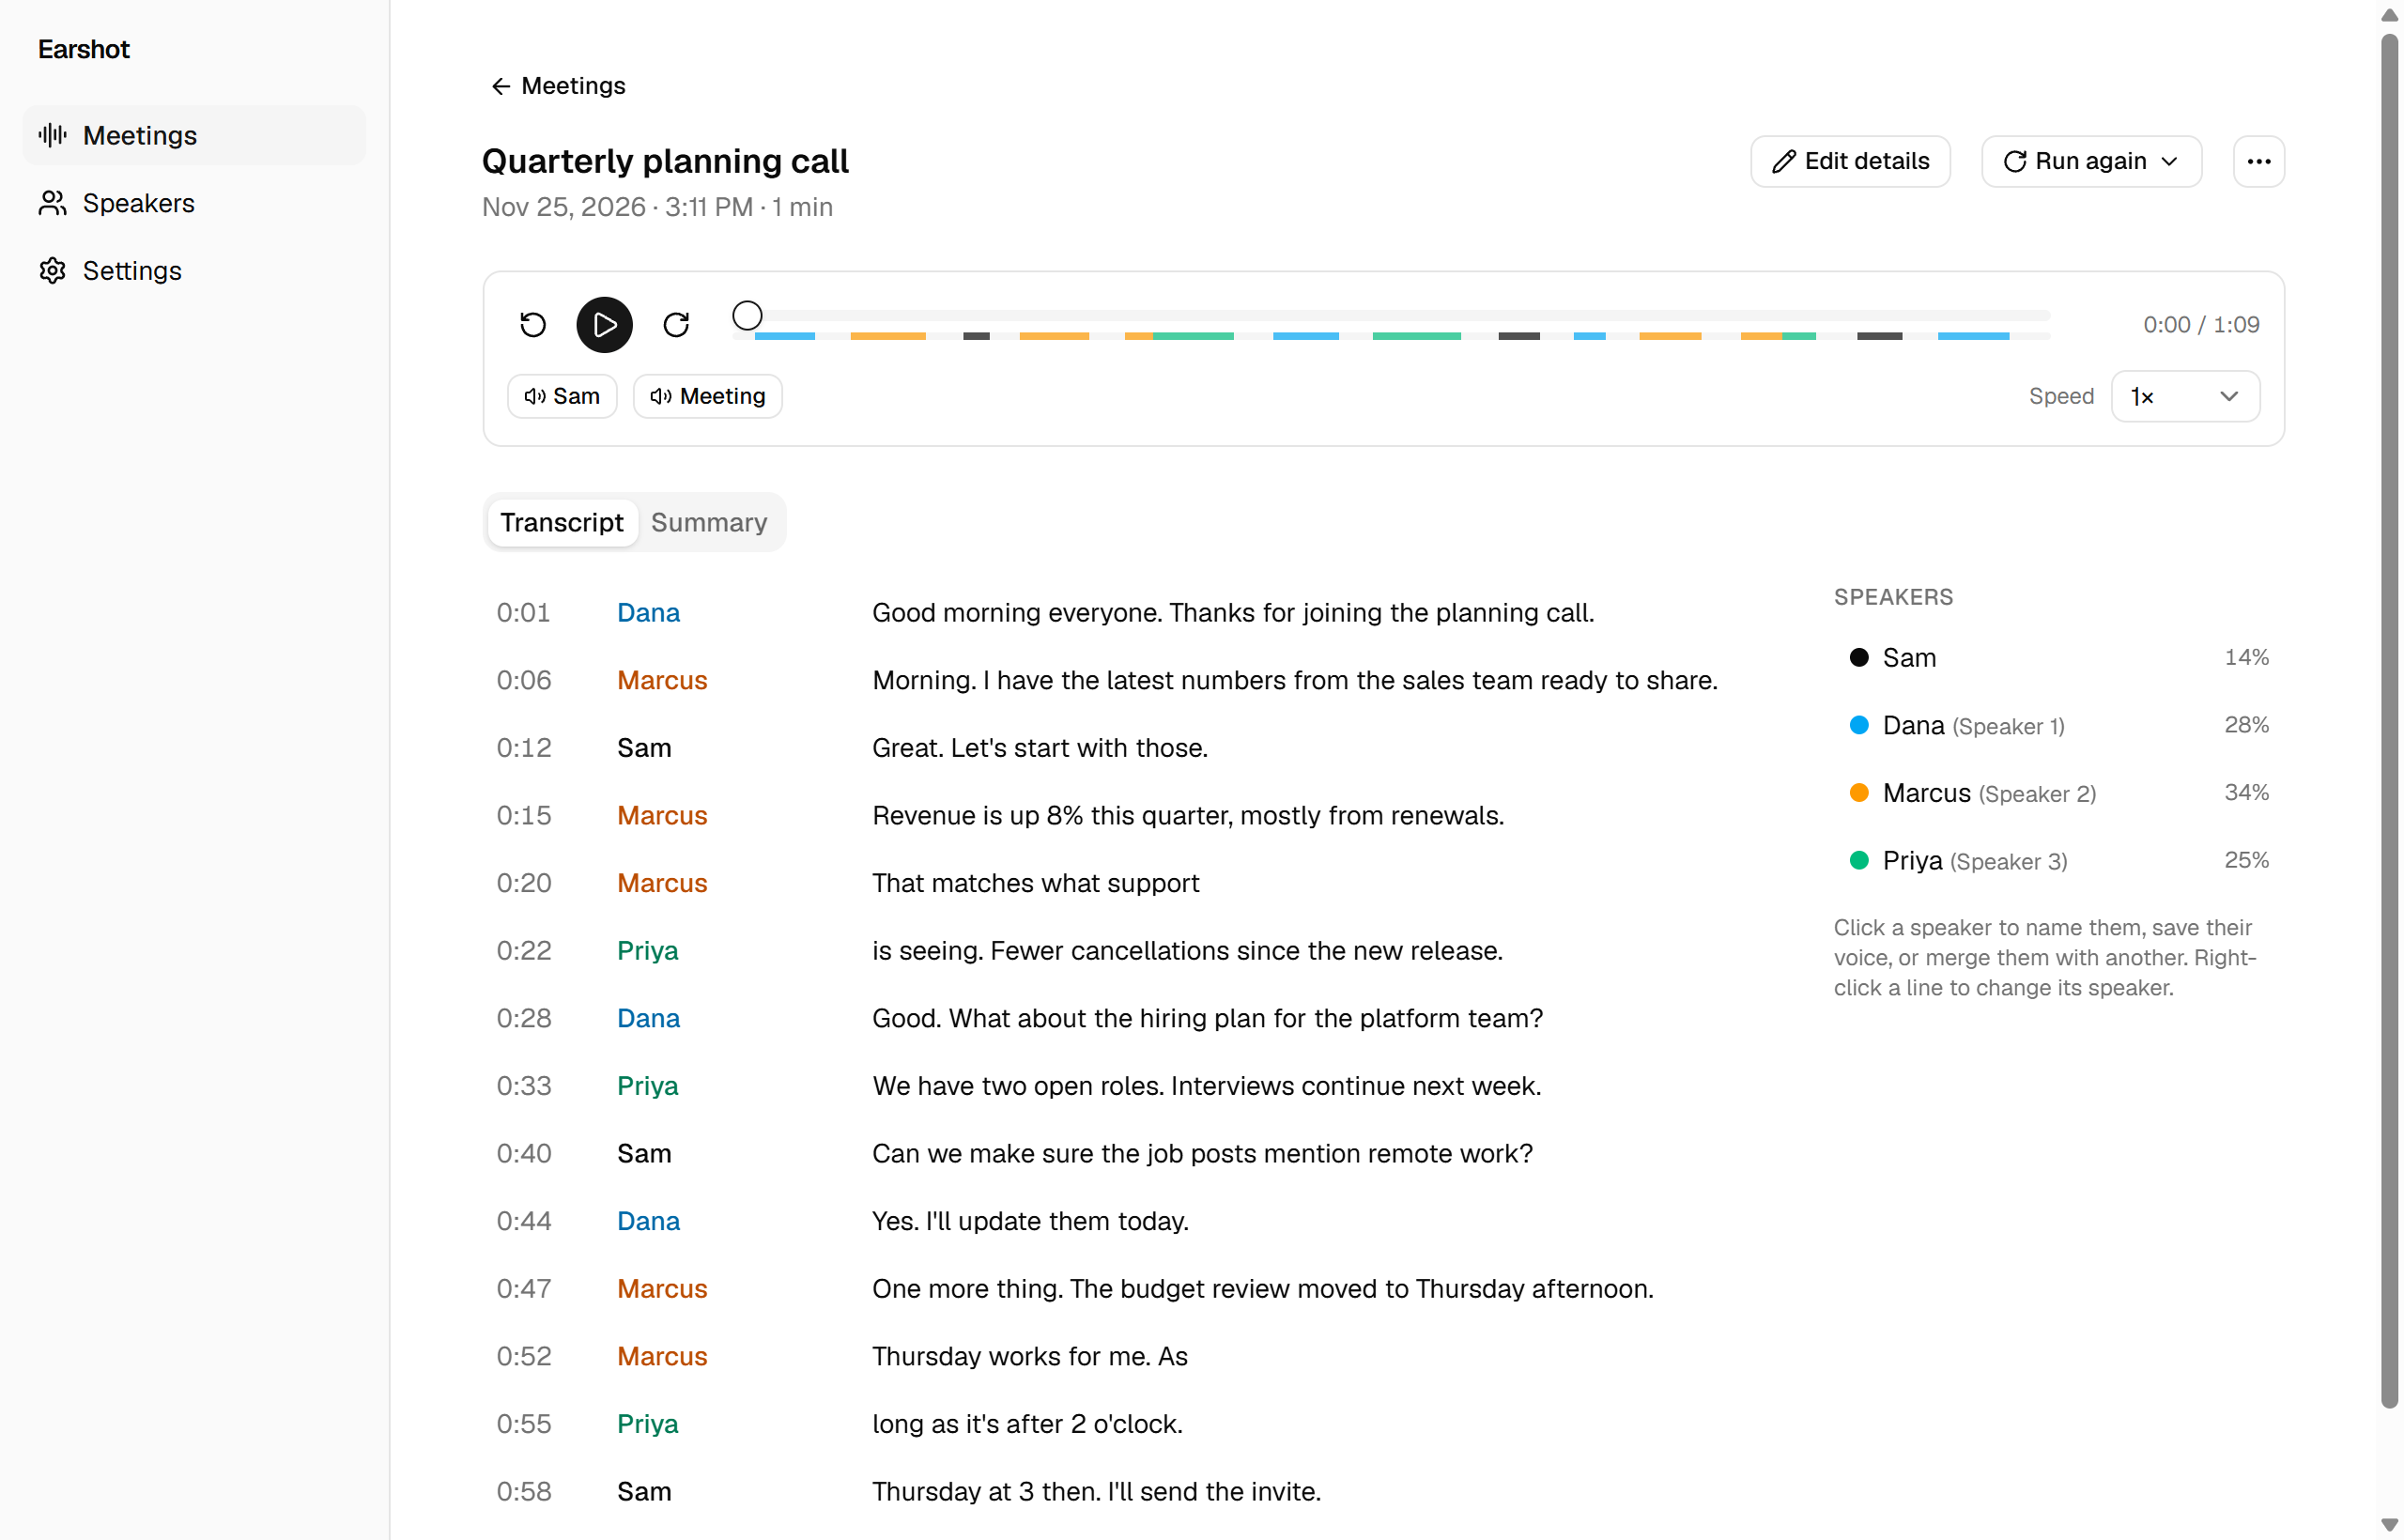 Earshot
Meetings
Speakers
Settings
Meetings
Quarterly planning call
Nov 25, 2026 · 3:11 PM · 1 min
Edit details
Run again
0:00 / 1:09
Sam
Meeting
Speed
1×
Transcript
Summary
0:01 Dana Good morning everyone. Thanks for joining the planning call.
0:06 Marcus Morning. I have the latest numbers from the sales team ready to share.
0:12 Sam Great. Let's start with those.
0:15 Marcus Revenue is up 8% this quarter, mostly from renewals.
0:20 Marcus That matches what support
0:22 Priya is seeing. Fewer cancellations since the new release.
0:28 Dana Good. What about the hiring plan for the platform team?
0:33 Priya We have two open roles. Interviews continue next week.
0:40 Sam Can we make sure the job posts mention remote work?
0:44 Dana Yes. I'll update them today.
0:47 Marcus One more thing. The budget review moved to Thursday afternoon.
0:52 Marcus Thursday works for me. As
0:55 Priya long as it's after 2 o'clock.
0:58 Sam Thursday at 3 then. I'll send the invite.
SPEAKERS
Sam 14%
Dana (Speaker 1) 28%
Marcus (Speaker 2) 34%
Priya (Speaker 3) 25%
Click a speaker to name them, save their
voice, or merge them with another. Right-
click a line to change its speaker.